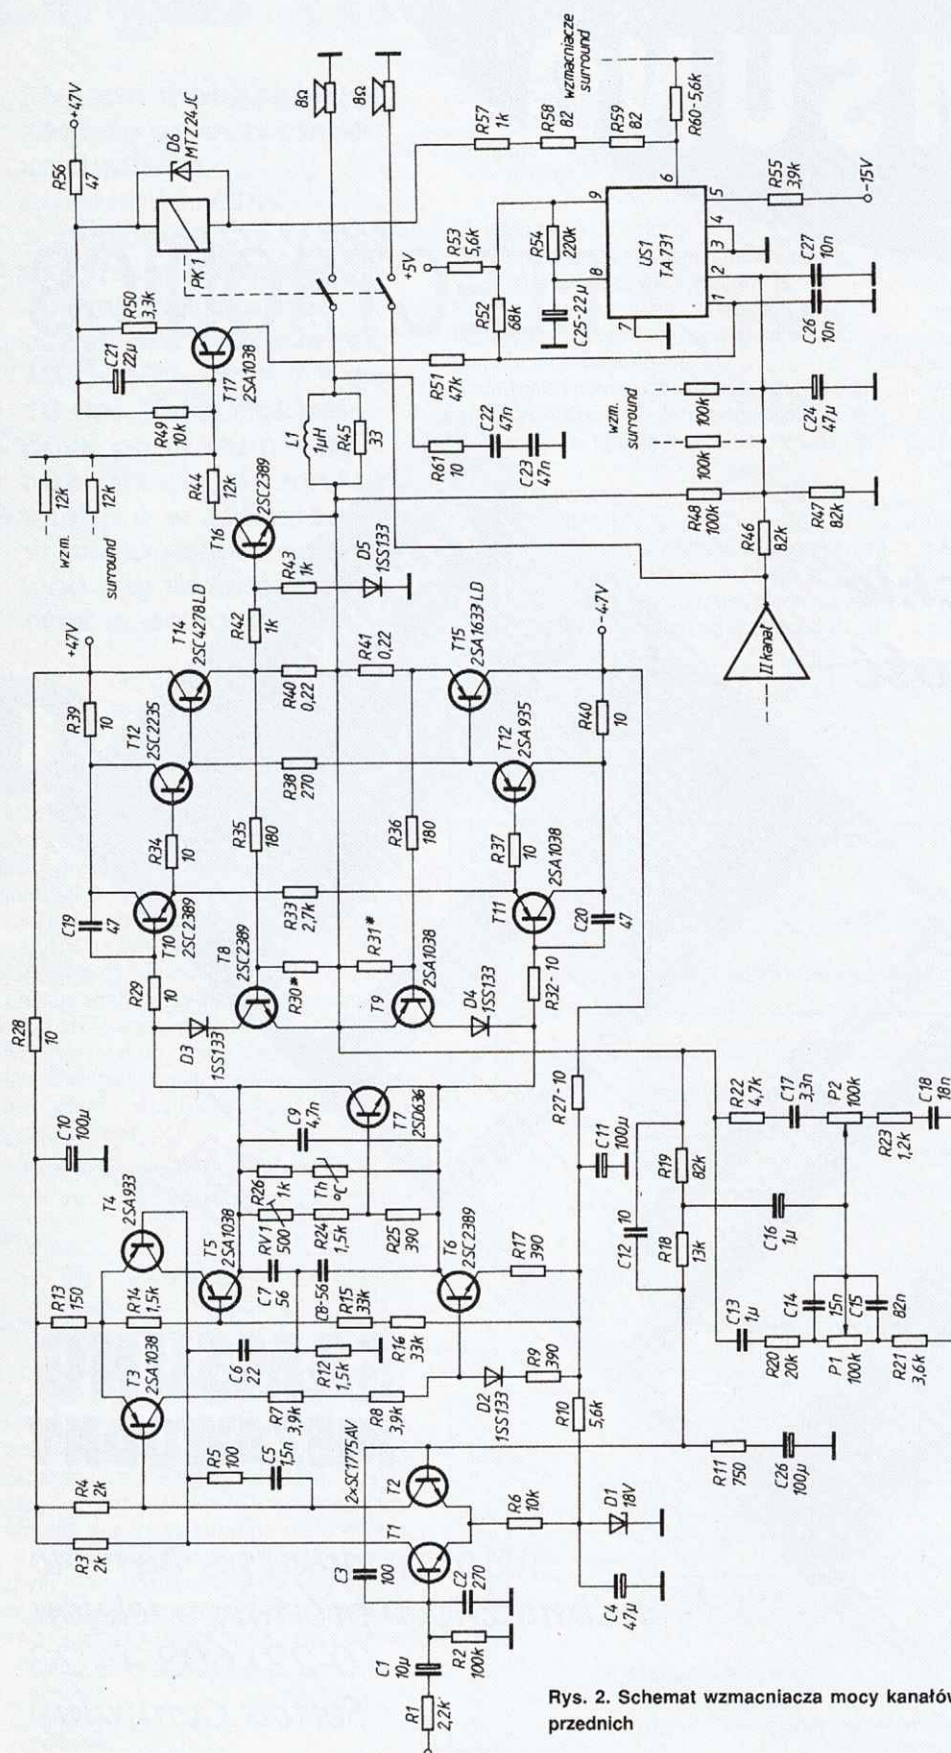 +47V
R56
47
D6
MTZ24JC
PK1
R50
3,3k
C21
22µ
T17
2SA1038
R49
10k
12k
12k
wzm.
surround
R44
12k
T16
2SC2389
8Ω
8Ω
L1
1µH
R45
33
R61
10
C22
47n
C23
47n
R57
1k
R58
82
R59
82
wzmacniacze
surround
R60-5,6k
+5V
R53
5,6k
R52
68k
R54
220k
C25-22µ
R51
47k
US1
TA731
9
8
7
6
5
4
3
2
1
R55
3,9k
-15V
C27
10n
C26
10n
wzm.
surround
100k
100k
C24
47µ
R48
100k
R46
82k
R47
82k
II kanał
R43
1k
D5
1SS133
R42
1k
+47V
R39
10
T14
2SC4278LD
T12
2SC2235
R40
0,22
R41
0,22
T15
2SA1633LD
-47V
R40
10
R38
270
T12
2SA935
R34
10
R35
180
R36
180
R37
10
C19
47
T10
2SC2389
R33
2,7k
T11
2SA1038
C20
47
R29
10
T8
2SC2389
R30*
R31*
T9
2SA1038
R32-10
D3
1SS133
D4
1SS133
R28
10
C10
100µ
C9
4,7n
T7
2SD636
R26
1k
Th
°C
RV1
500
R24
1,5k
R25
390
R27-10
C11
100µ
T4
2SA933
T5
2SA1038
C7
56
C8-56
T6
2SC2389
R17
390
R13
150
R14
1,5k
R15
33k
R16
33k
C6
22
R12
1,5k
T3
2SA1038
R7
3,9k
R8
3,9k
D2
1SS133
R9
390
R10
5,6k
R5
100
C5
1,5n
R4
2k
R3
2k
2×SC1775AV
T2
T1
C3
100
C2
270
R6
10k
D1
18V
C4
47µ
C1
10µ
R2
100k
R1
2,2k
C12
10
R19
82k
R18
13k
R22
4,7k
C17
3,3n
P2
100k
R23
1,2k
C18
18n
C16
1µ
C13
1µ
R20
20k
C14
15n
C15
82n
P1
100k
R21
3,6k
R11
750
C26
100µ
Rys. 2. Schemat wzmacniacza mocy kanałów
przednich